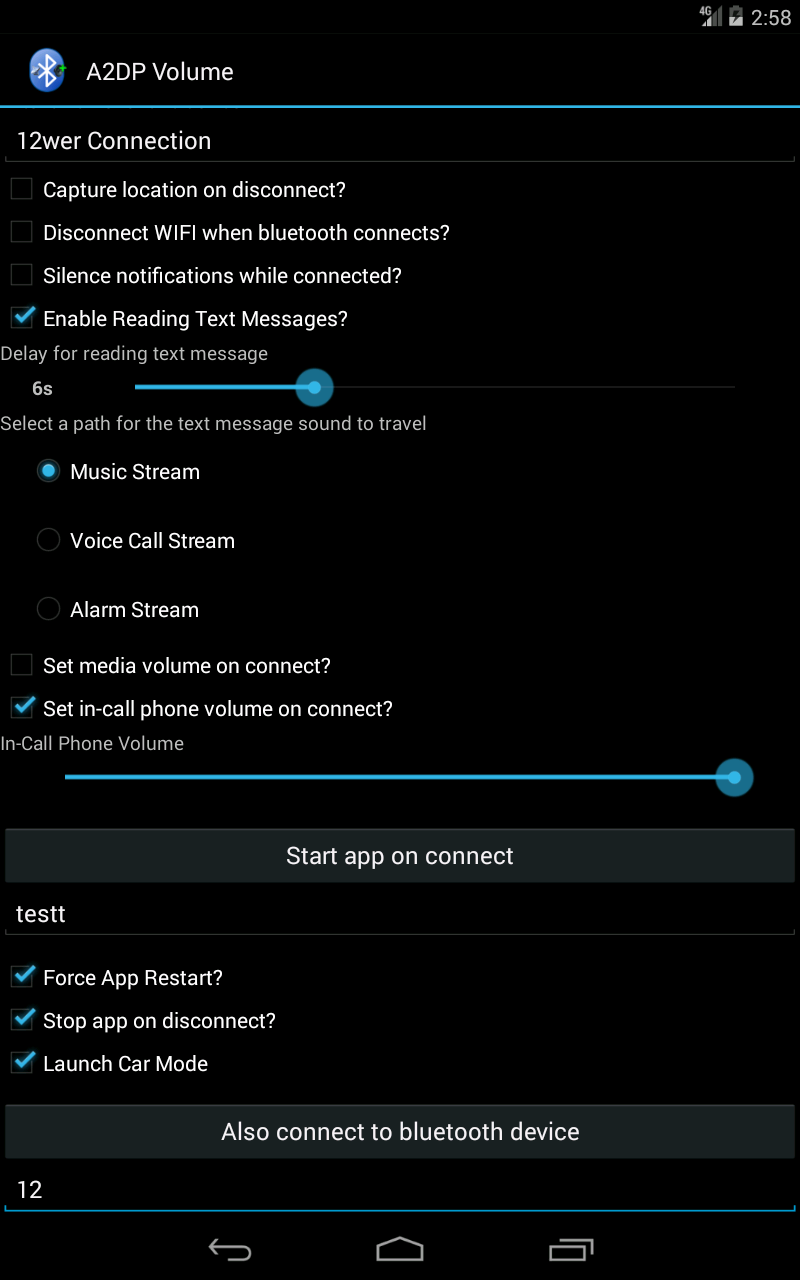 4G 2:58
A2DP Volume
12wer Connection
Capture location on disconnect?
Disconnect WIFI when bluetooth connects?
Silence notifications while connected?
Enable Reading Text Messages?
Delay for reading text message
6s
Select a path for the text message sound to travel
Music Stream
Voice Call Stream
Alarm Stream
Set media volume on connect?
Set in-call phone volume on connect?
In-Call Phone Volume
Start app on connect
testt
Force App Restart?
Stop app on disconnect?
Launch Car Mode
Also connect to bluetooth device
12